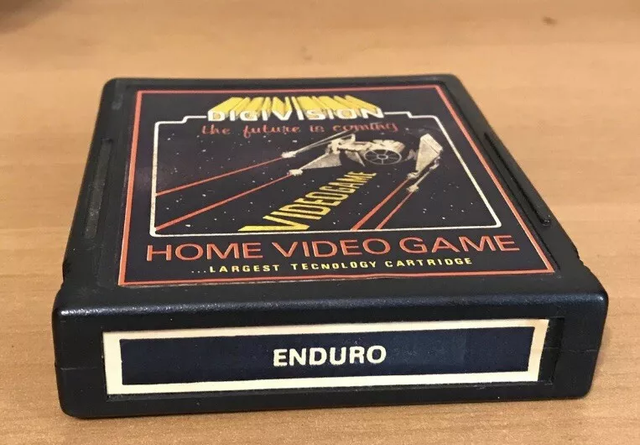 DIGIVISION
the future is coming
VIDEOGAME
HOME VIDEO GAME
...LARGEST TECNOLOGY CARTRIDGE
ENDURO